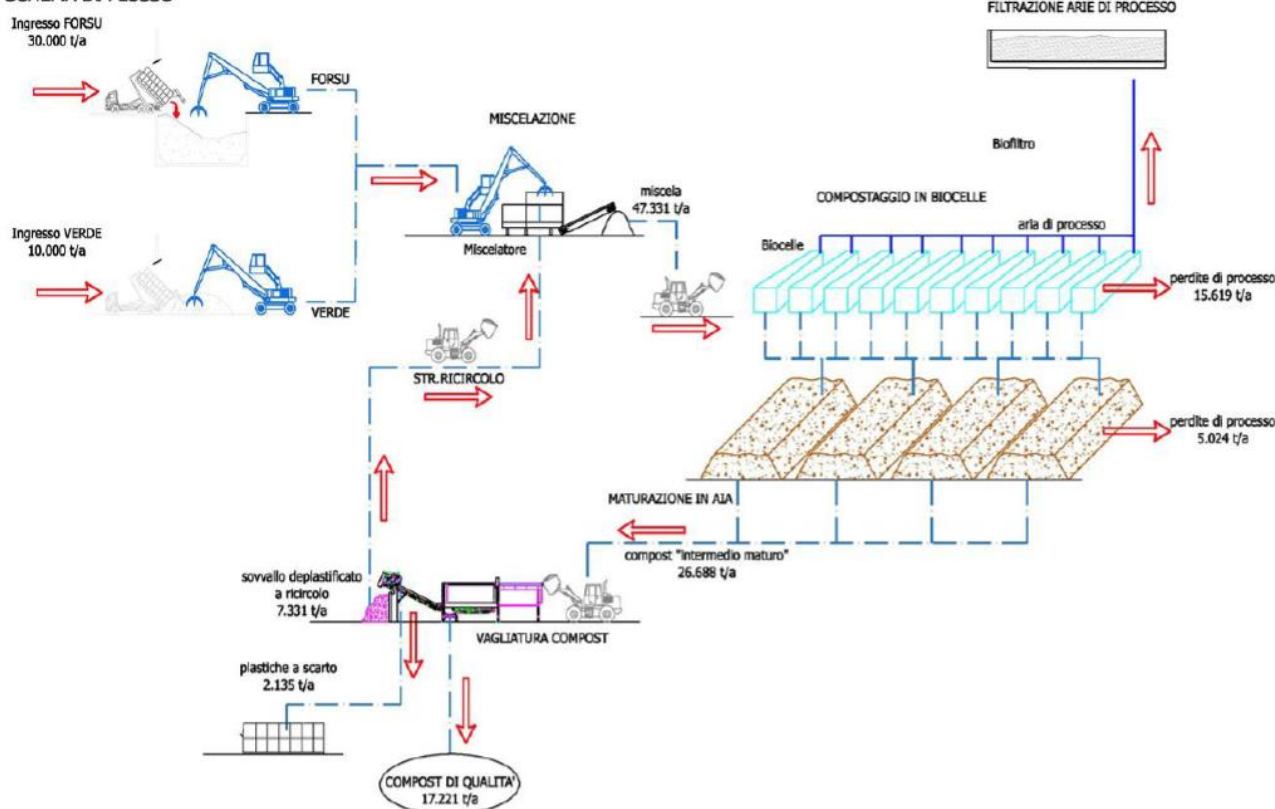 FILTRAZIONE ARIE DI PROCESSO
Ingresso FORSU
30.000 t/a
FORSU
MISCELAZIONE
Biofiltro
miscela
47.331 t/a
COMPOSTAGGIO IN BIOCELLE
aria di processo
Ingresso VERDE
10.000 t/a
Miscelatore
Biocelle
perdite di processo
15.619 t/a
VERDE
STR.RICIRCOLO
perdite di processo
5.024 t/a
MATURAZIONE IN AIA
compost "intermedio maturo"
26.688 t/a
sovvallo deplastificato
a ricircolo
7.331 t/a
VAGLIATURA COMPOST
plastiche a scarto
2.135 t/a
COMPOST DI QUALITA'
17.221 t/a